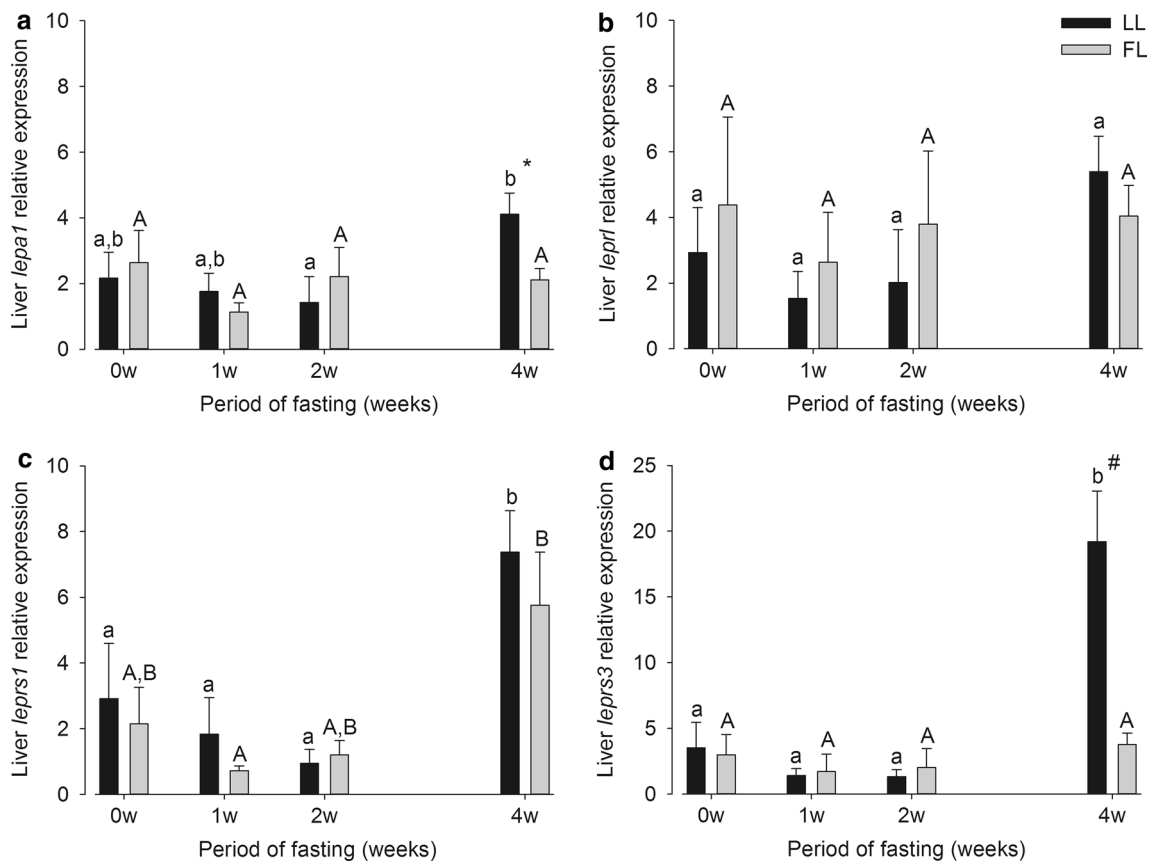 a
Liver lepa1 relative expression
10
8
6
4
2
0
a,b
A
a,b
A
a
A
b
*
A
0w
1w
2w
4w
Period of fasting (weeks)
b
LL
FL
Liver leprl relative expression
10
8
6
4
2
0
a
A
a
A
a
A
a
A
0w
1w
2w
4w
Period of fasting (weeks)
c
Liver leprs1 relative expression
10
8
6
4
2
0
a
A,B
a
A
a
A,B
b
B
0w
1w
2w
4w
Period of fasting (weeks)
d
Liver leprs3 relative expression
25
20
15
10
5
0
a
A
a
A
a
A
b
#
A
0w
1w
2w
4w
Period of fasting (weeks)